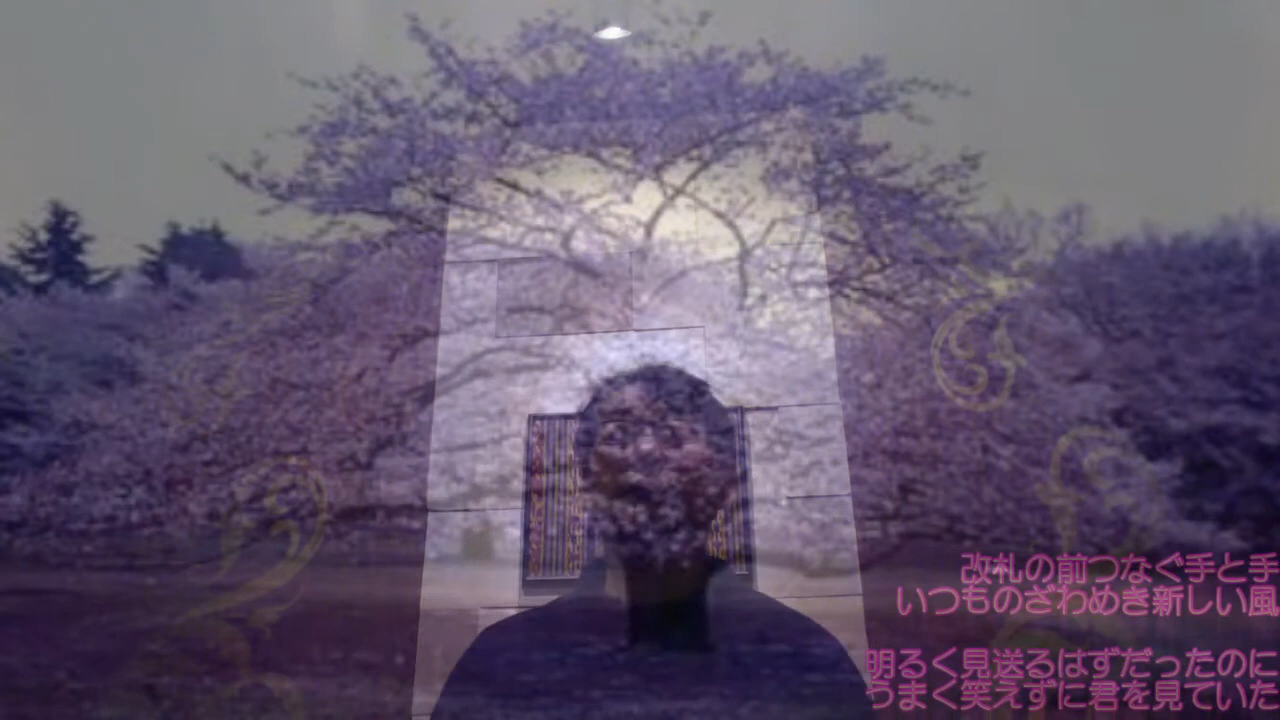 改札の前つなぐ手と手
いつものざわめき新しい風
明るく見送るはずだったのに
うまく笑えずに君を見ていた